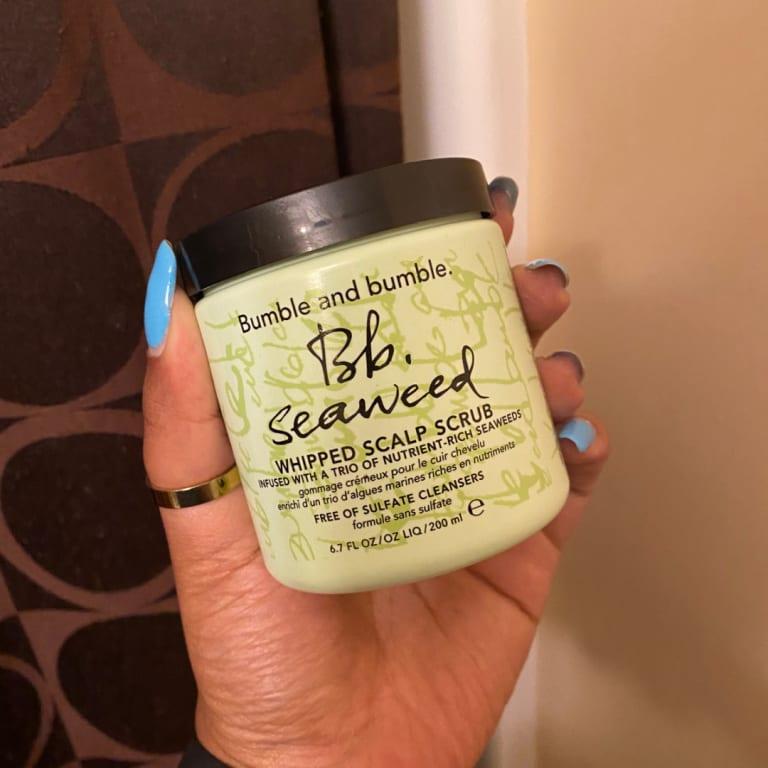 Bumble and bumble.
Bb.
seaweed
WHIPPED SCALP SCRUB
INFUSED WITH A TRIO OF NUTRIENT-RICH SEAWEEDS
gommage crémeux pour le cuir chevelu
enrichi d'un trio d'algues marines riches en nutriments
FREE OF SULFATE CLEANSERS
formule sans sulfate
6.7 FL OZ/OZ LIQ/200 ml ℮